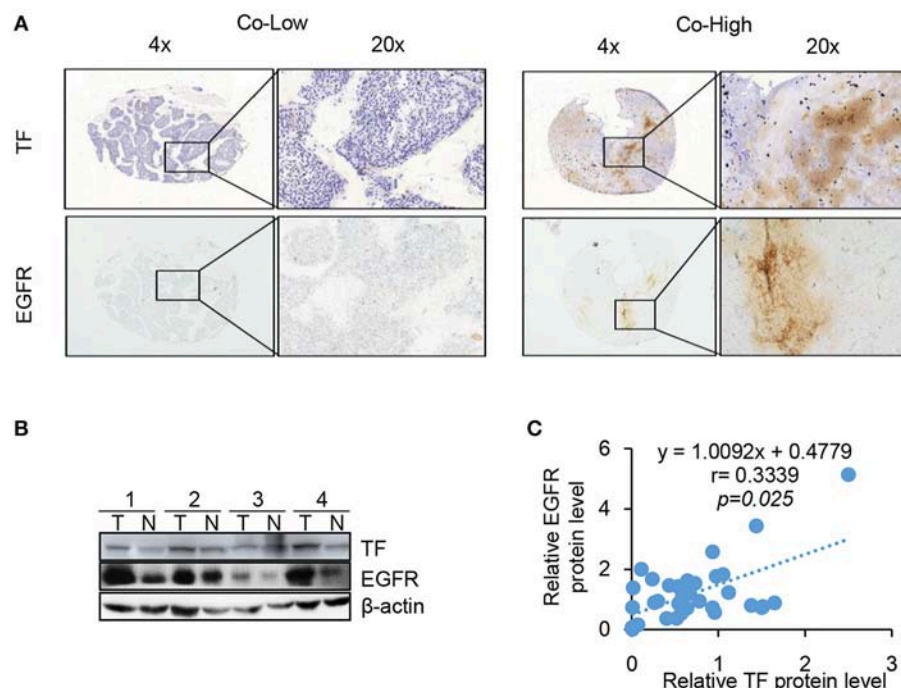 A
Co-Low
Co-High
4x
20x
4x
20x
TF
EGFR
B
1 2 3 4
T N T N T N T N
TF
EGFR
β-actin
C
y = 1.0092x + 0.4779
r= 0.3339
p=0.025
Relative EGFR
protein level
6
4
2
0
0 1 2 3
Relative TF protein level